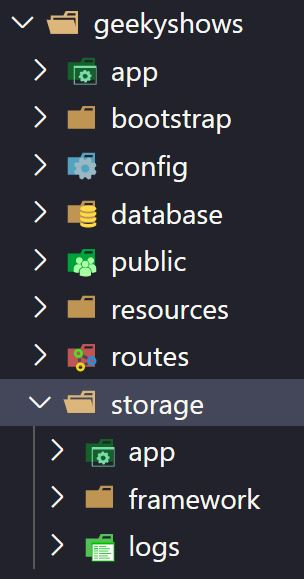 geekyshows
app
bootstrap
config
database
public
resources
routes
storage
app
framework
logs